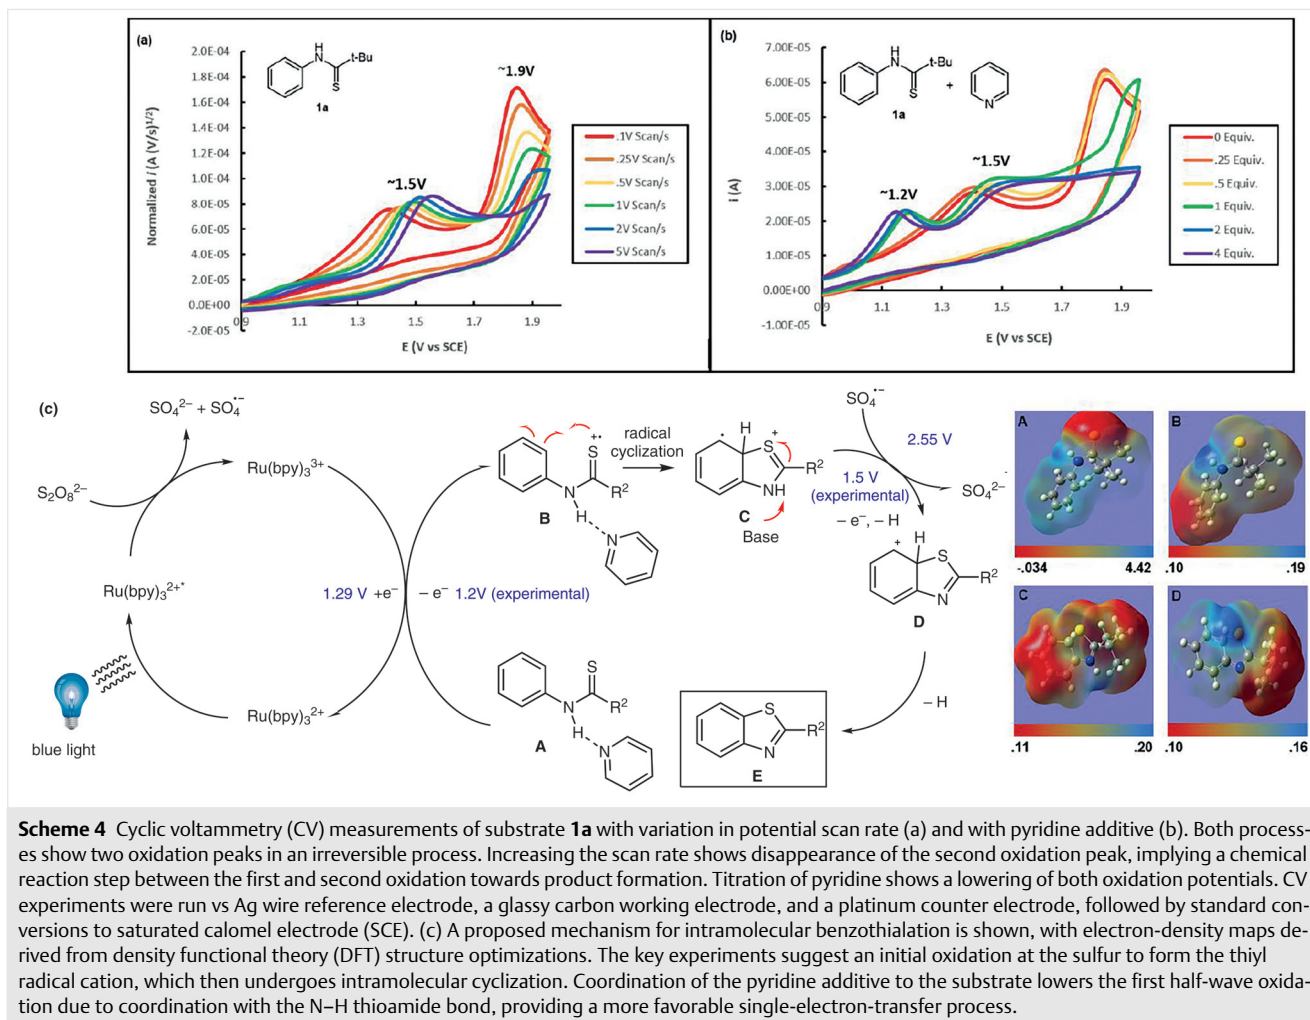 (a)
2.0E-04
1.8E-04
1.6E-04
1.4E-04
1.2E-04
1.0E-04
8.0E-05
6.0E-05
4.0E-05
2.0E-05
0.0E+00
-2.0E-05
Normalized i (A (V/s)^1/2)
H
N
t-Bu
S
1a
~1.9V
~1.5V
0.9
1.1
1.3
1.5
1.7
1.9
E (V vs SCE)
.1V Scan/s
.25V Scan/s
.5V Scan/s
1V Scan/s
2V Scan/s
5V Scan/s
(b)
7.00E-05
6.00E-05
5.00E-05
4.00E-05
3.00E-05
2.00E-05
1.00E-05
0.00E+00
-1.00E-05
i (A)
H
N
t-Bu
S
+
N
1a
~1.5V
~1.2V
0.9
1.1
1.3
1.5
1.7
1.9
E (V vs SCE)
0 Equiv.
.25 Equiv.
.5 Equiv.
1 Equiv.
2 Equiv.
4 Equiv.
(c)
SO₄²⁻ + SO₄•⁻
S₂O₈²⁻
Ru(bpy)₃³⁺
Ru(bpy)₃²⁺*
Ru(bpy)₃²⁺
blue light
1.29 V +e⁻
– e⁻ 1.2V (experimental)
+•
S
N
R²
H
N
B
radical
cyclization
•
H
+
S
R²
NH
C
Base
SO₄•⁻
2.55 V
1.5 V
(experimental)
– e⁻, – H
SO₄²⁻
+
H
S
R²
N
D
– H
S
N
R²
H
N
A
S
R²
N
E
A
-.034
4.42
B
.10
.19
C
.11
.20
D
.10
.16
Scheme 4 Cyclic voltammetry (CV) measurements of substrate 1a with variation in potential scan rate (a) and with pyridine additive (b). Both process-
es show two oxidation peaks in an irreversible process. Increasing the scan rate shows disappearance of the second oxidation peak, implying a chemical
reaction step between the first and second oxidation towards product formation. Titration of pyridine shows a lowering of both oxidation potentials. CV
experiments were run vs Ag wire reference electrode, a glassy carbon working electrode, and a platinum counter electrode, followed by standard con-
versions to saturated calomel electrode (SCE). (c) A proposed mechanism for intramolecular benzothialation is shown, with electron-density maps de-
rived from density functional theory (DFT) structure optimizations. The key experiments suggest an initial oxidation at the sulfur to form the thiyl
radical cation, which then undergoes intramolecular cyclization. Coordination of the pyridine additive to the substrate lowers the first half-wave oxida-
tion due to coordination with the N–H thioamide bond, providing a more favorable single-electron-transfer process.